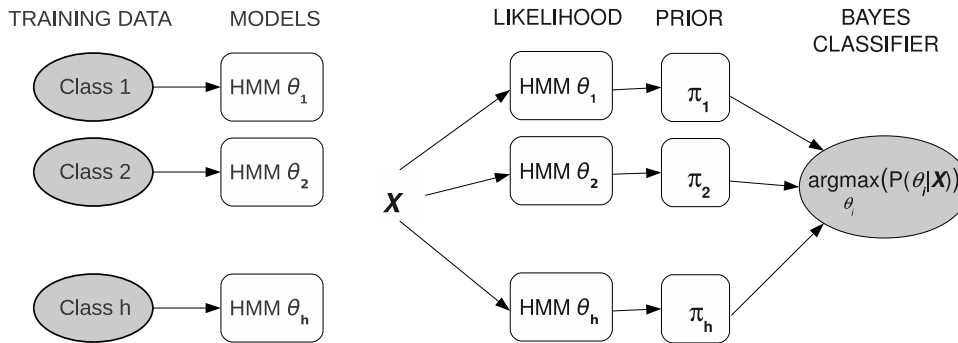 TRAINING DATA
MODELS
LIKELIHOOD
PRIOR
BAYES
CLASSIFIER
Class 1
HMM θ₁
HMM θ₁
π₁
Class 2
HMM θ₂
HMM θ₂
π₂
X
argmax(P(θᵢ|X))
θᵢ
Class h
HMM θₕ
HMM θₕ
πₕ